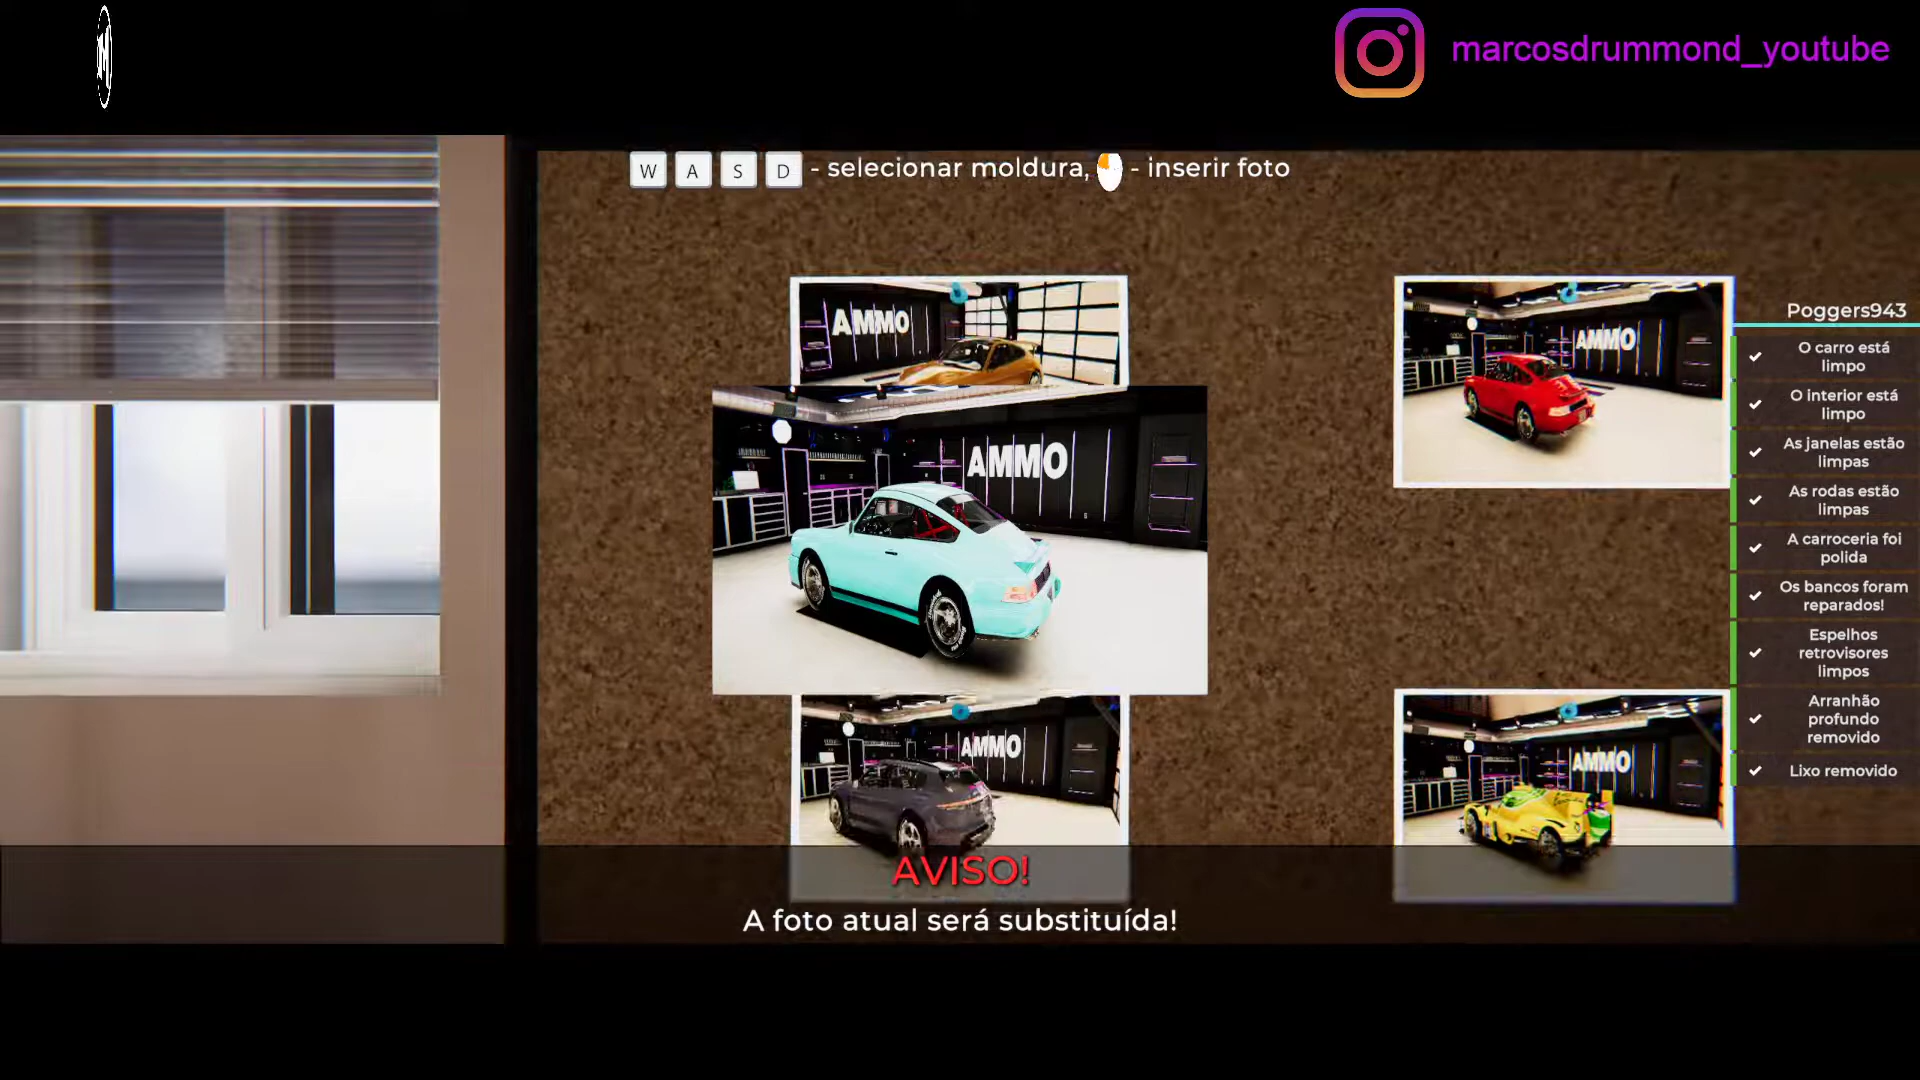 marcosdrummond_youtube
W A S D - selecionar moldura, - inserir foto
AMMO
AMMO
AMMO
AMMO
AMMO
Poggers943
O carro está
limpo
O interior está
limpo
As janelas estão
limpas
As rodas estão
limpas
A carroceria foi
polida
Os bancos foram
reparados!
Espelhos
retrovisores
limpos
Arranhão
profundo
removido
Lixo removido
AVISO!
A foto atual será substituída!